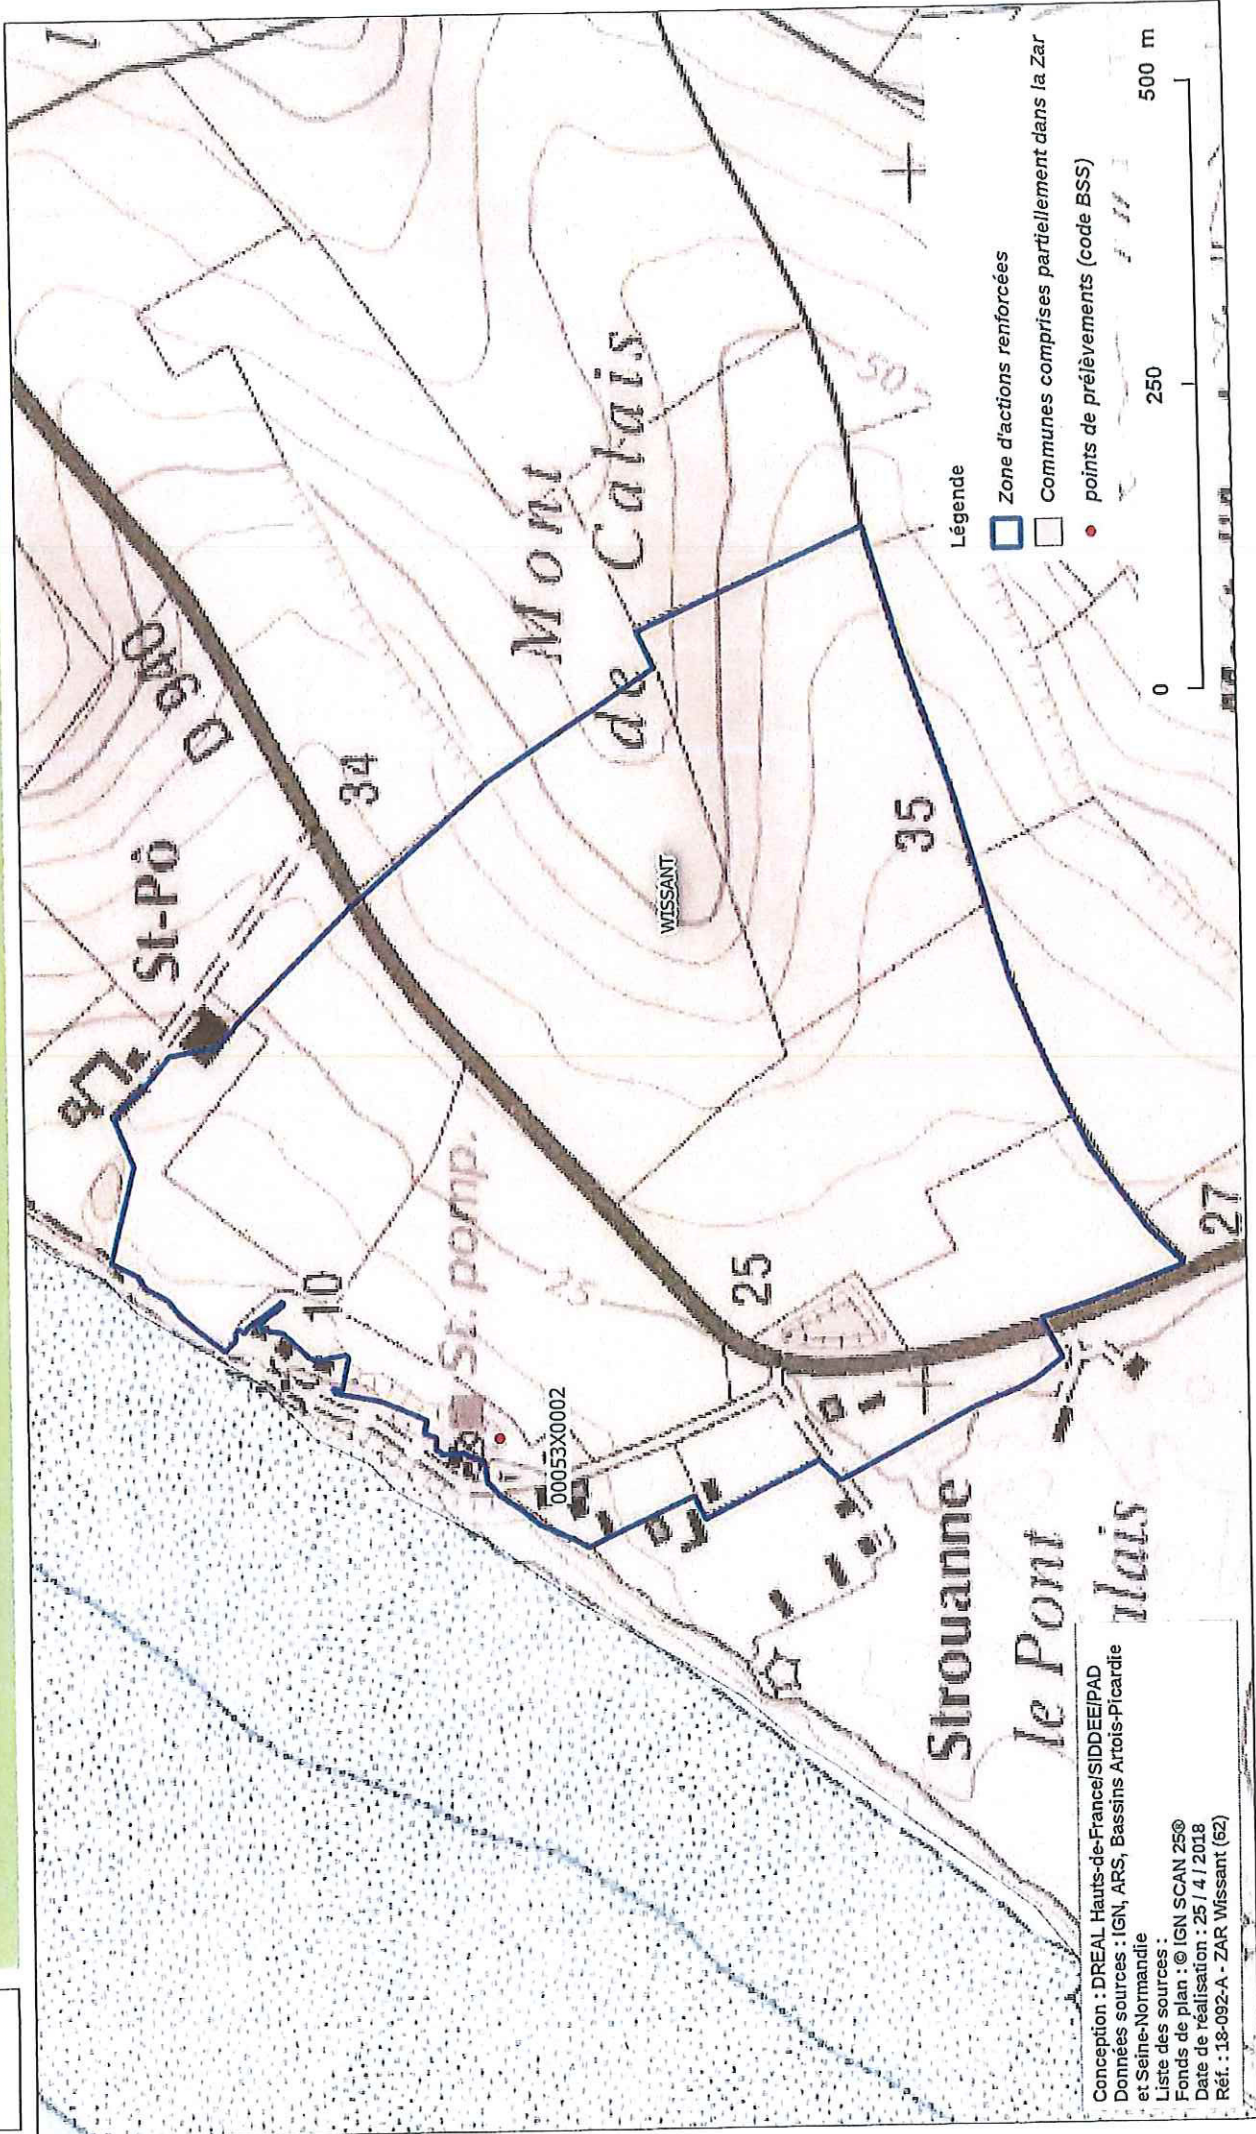 St-Pô
D 940
34
Mont
de Calais
WISSANT
35
10
St. pomp.
25
25
00053X0002
27
50
Strouanne
le Pont
alais
Légende
Zone d'actions renforcées
Communes comprises partiellement dans la Zar
points de prélèvements (code BSS)
0 250 500 m
Conception : DREAL Hauts-de-France/SIDDEE/PAD
Données sources : IGN, ARS, Bassins Artois-Picardie
et Seine-Normandie
Liste des sources :
Fonds de plan : © IGN SCAN 25®
Date de réalisation : 25 / 4 / 2018
Réf. : 18-092-A - ZAR Wissant (62)